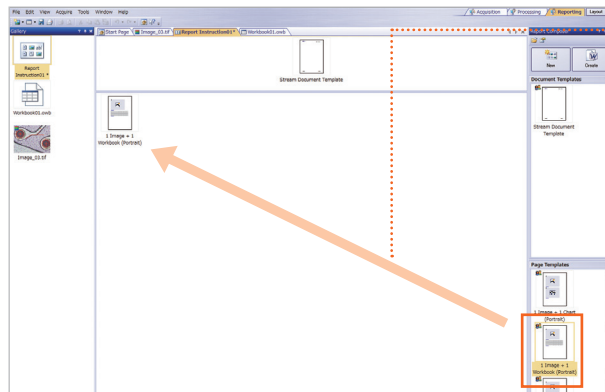 File Edit View Acquire Tools Window Help
Acquisition Processing Reporting Layout
Gallery
Start Page Image_03.tif Report Instruction01* Workbook01.owb
Report Composer
Report
Instruction01 *
Workbook01.owb
Image_03.tif
Stream Document Template
1 Image + 1
Workbook (Portrait)
New Create
Document Templates
Stream Document
Template
Page Templates
1 Image + 1 Chart
(Portrait)
1 Image + 1
Workbook (Portrait)